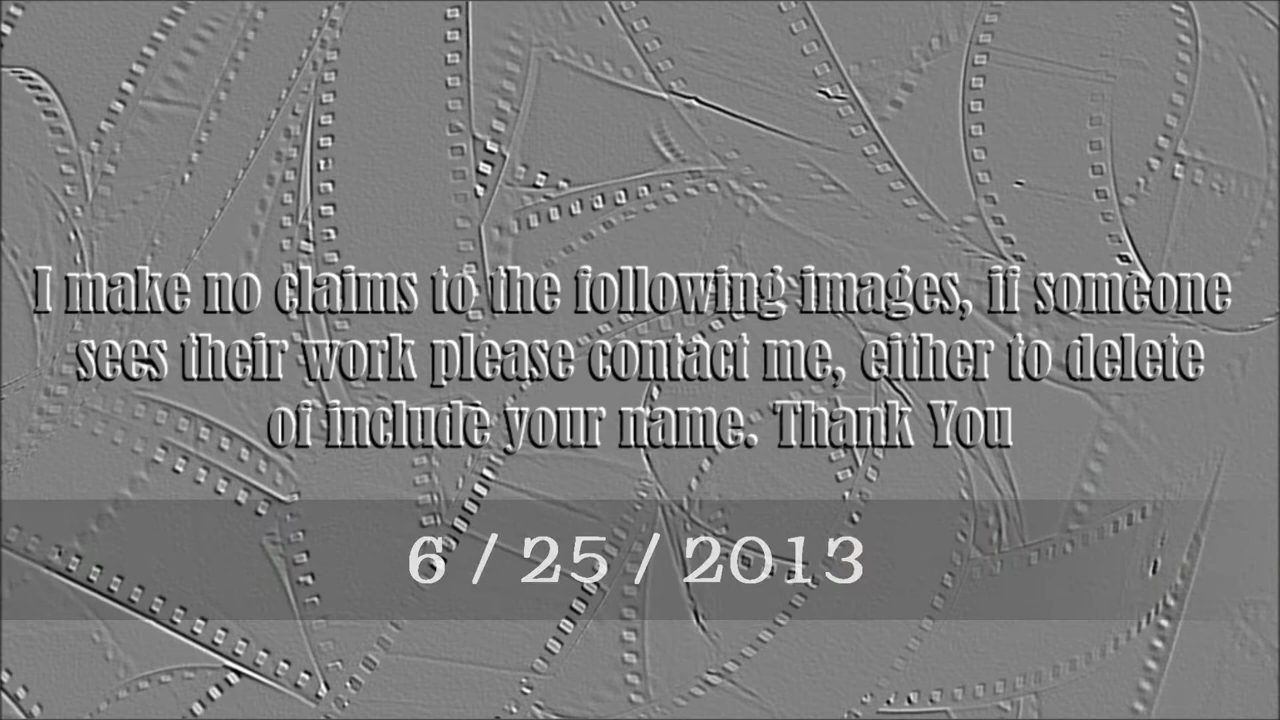 I make no claims to the following images, if someone
sees their work please contact me, either to delete
of include your name. Thank You
6 / 25 / 2013